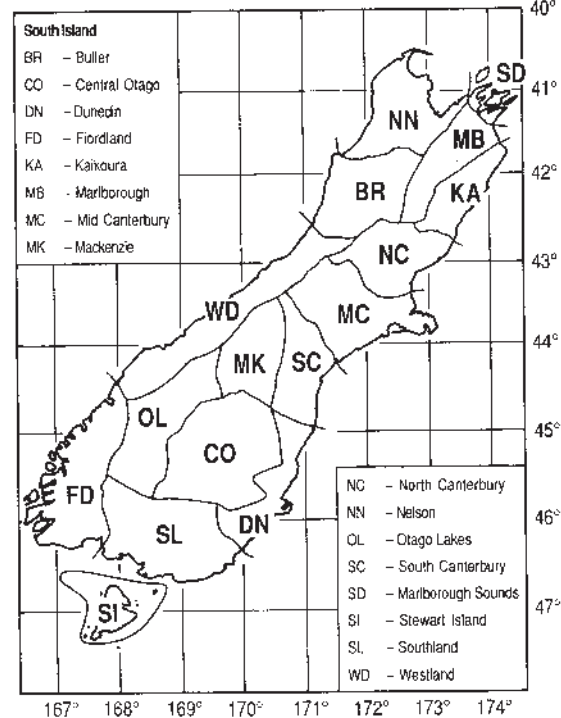 South Island
BR – Buller
CO – Central Otago
DN – Dunedin
FD – Fiordland
KA – Kaikoura
MB – Marlborough
MC – Mid Canterbury
MK – Mackenzie
40°
41°
42°
43°
44°
45°
46°
47°
SD
NN
MB
BR
KA
NC
WD
MC
MK
SC
OL
CO
FD
SL
DN
SI
NC – North Canterbury
NN – Nelson
OL – Otago Lakes
SC – South Canterbury
SD – Marlborough Sounds
SI – Stewart Island
SL – Southland
WD – Westland
167° 168° 169° 170° 171° 172° 173° 174°